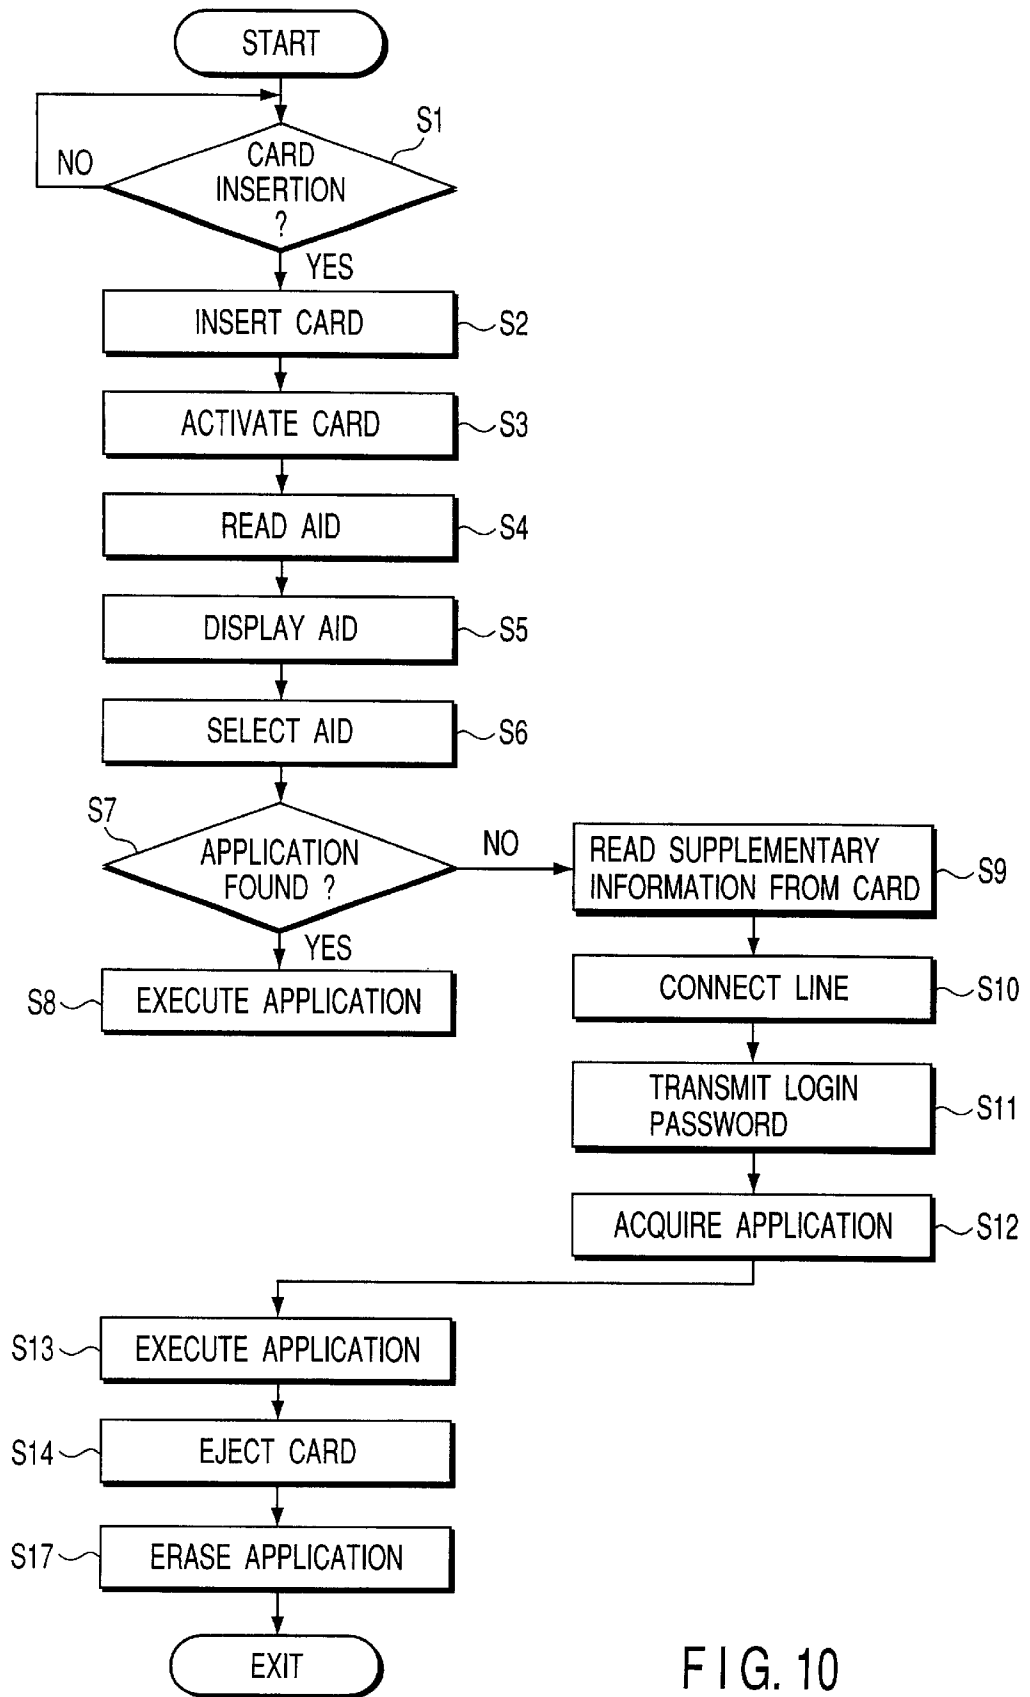 START
S1
NO
CARD
INSERTION
?
YES
INSERT CARD
S2
ACTIVATE CARD
S3
READ AID
S4
DISPLAY AID
S5
SELECT AID
S6
S7
APPLICATION
FOUND ?
NO
READ SUPPLEMENTARY
INFORMATION FROM CARD
S9
YES
S8
EXECUTE APPLICATION
CONNECT LINE
S10
TRANSMIT LOGIN
PASSWORD
S11
ACQUIRE APPLICATION
S12
S13
EXECUTE APPLICATION
S14
EJECT CARD
S17
ERASE APPLICATION
EXIT
FIG. 10